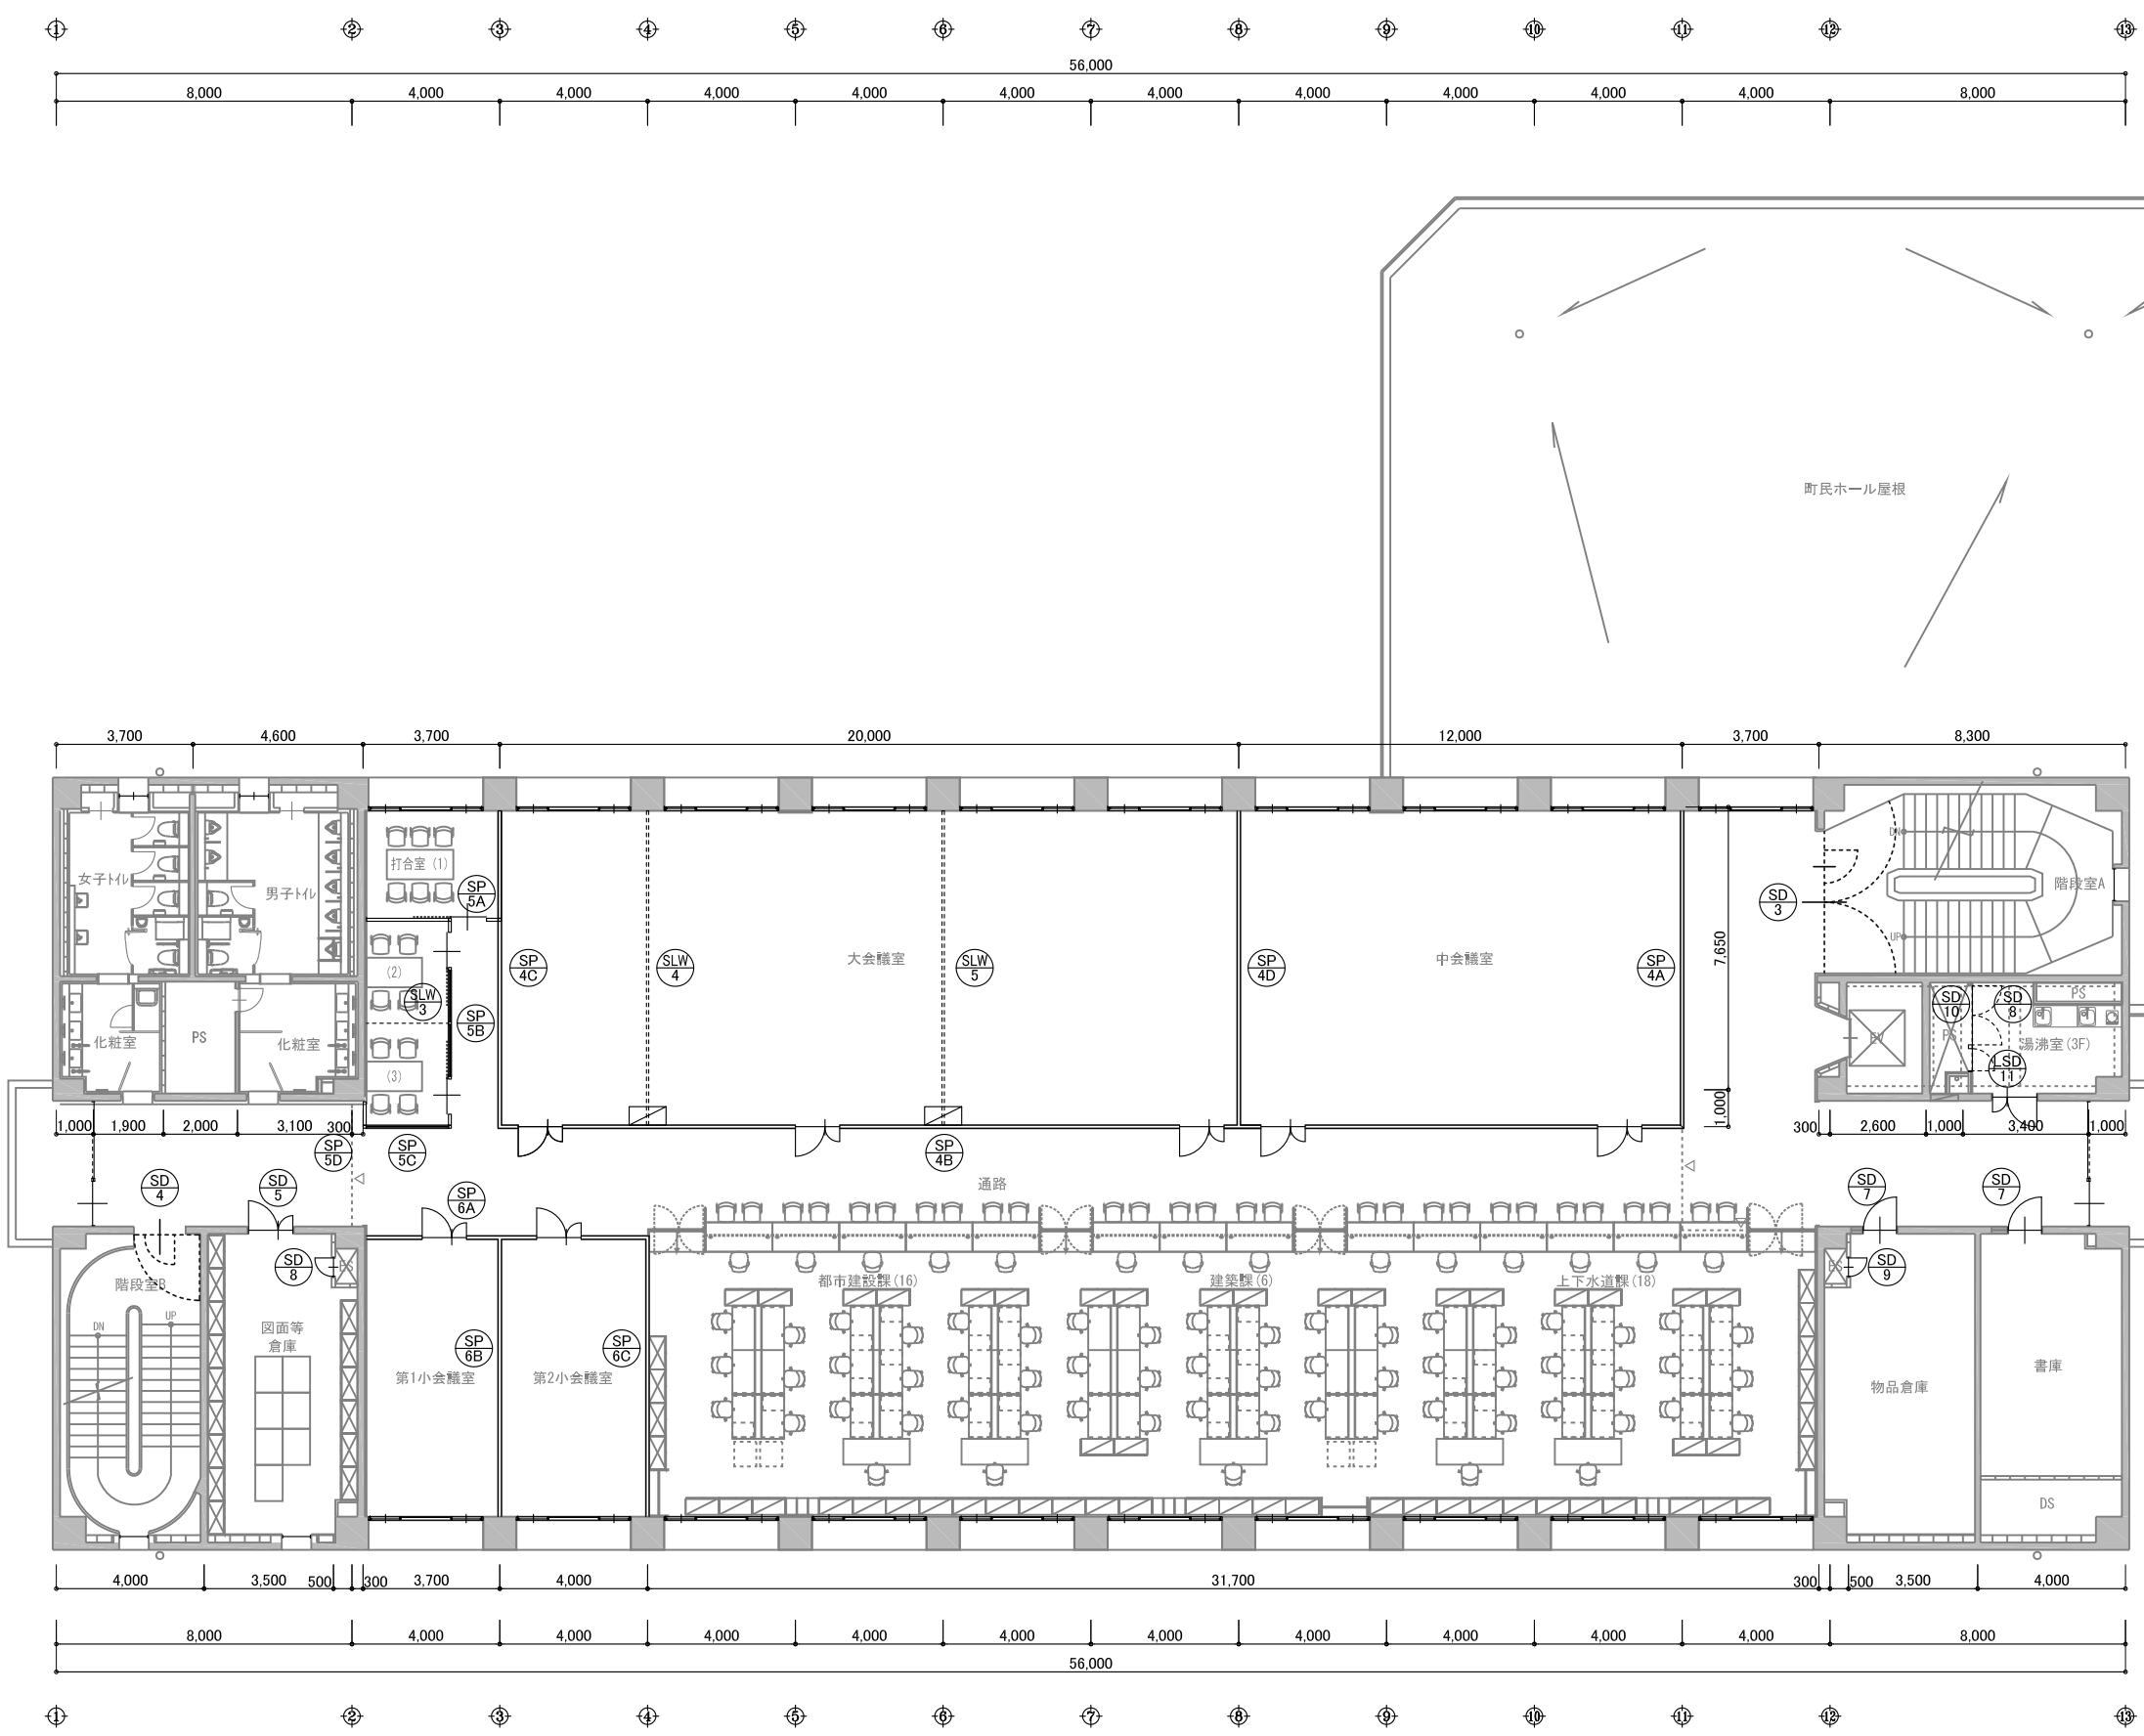 1 2 3 4 5 6 7 8 9 10 11 12 13
56,000
8,000 4,000 4,000 4,000 4,000 4,000 4,000 4,000 4,000 4,000 4,000 8,000
町民ホール屋根
3,700 4,600 3,700 20,000 12,000 3,700 8,300
DN
打合室 (1)
女子トイレ
男子トイレ
階段室A
SP
5A
SD
3
UP
7,650
大会議室
中会議室
SP
4C
SLW
4
SLW
5
SP
4D
SP
4A
(2)
SLW
3
PS
SD
10
SD
8
SP
5B
化粧室
PS
化粧室
EV
PS
湯沸室(3F)
(3)
LSD
11
1,000
1,000 1,900 2,000 3,100 300
300 2,600 1,000 3,400 1,000
SP
5D
SP
5C
SP
4B
SD
4
SD
5
通路
SD
7
SD
7
SP
6A
SD
8
ES
ES
SD
9
階段室B
都市建設課(16)
建築課(6)
上下水道課(18)
UP
DN
図面等
倉庫
SP
6B
SP
6C
第1小会議室
第2小会議室
物品倉庫
書庫
DS
4,000 3,500 500 300 3,700 4,000 31,700 300 500 3,500 4,000
8,000 4,000 4,000 4,000 4,000 4,000 4,000 4,000 4,000 4,000 4,000 8,000
56,000
1 2 3 4 5 6 7 8 9 10 11 12 13